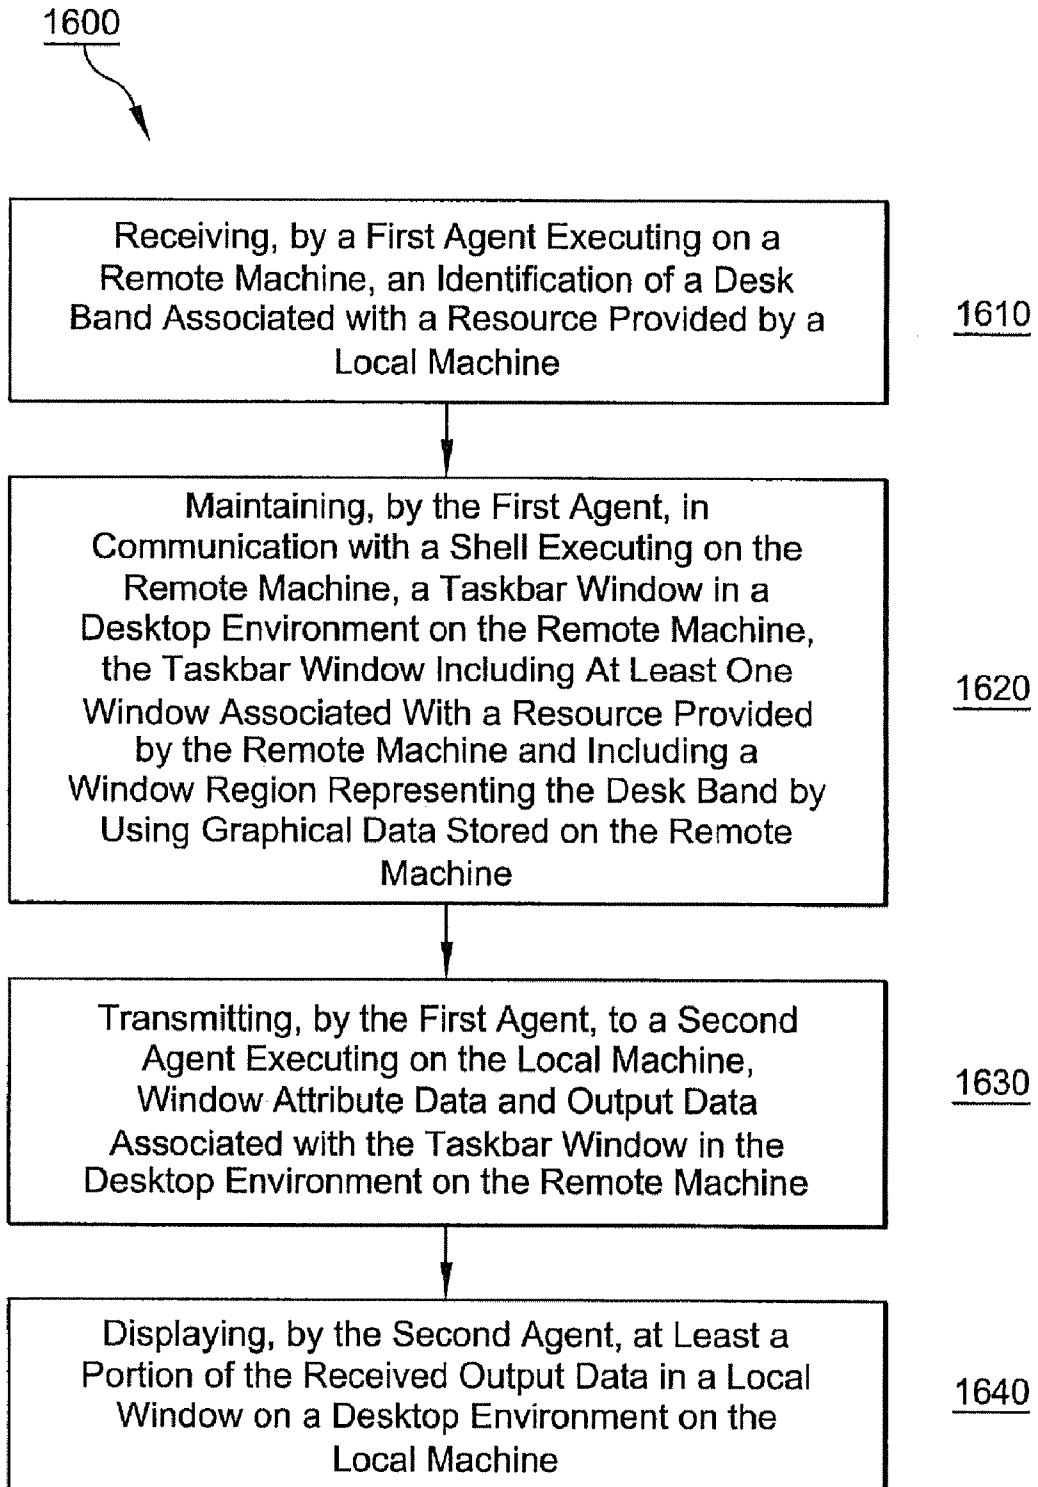 1600
Receiving, by a First Agent Executing on a
Remote Machine, an Identification of a Desk
Band Associated with a Resource Provided by a
Local Machine
1610
Maintaining, by the First Agent, in
Communication with a Shell Executing on the
Remote Machine, a Taskbar Window in a
Desktop Environment on the Remote Machine,
the Taskbar Window Including At Least One
Window Associated With a Resource Provided
by the Remote Machine and Including a
Window Region Representing the Desk Band by
Using Graphical Data Stored on the Remote
Machine
1620
Transmitting, by the First Agent, to a Second
Agent Executing on the Local Machine,
Window Attribute Data and Output Data
Associated with the Taskbar Window in the
Desktop Environment on the Remote Machine
1630
Displaying, by the Second Agent, at Least a
Portion of the Received Output Data in a Local
Window on a Desktop Environment on the
Local Machine
1640